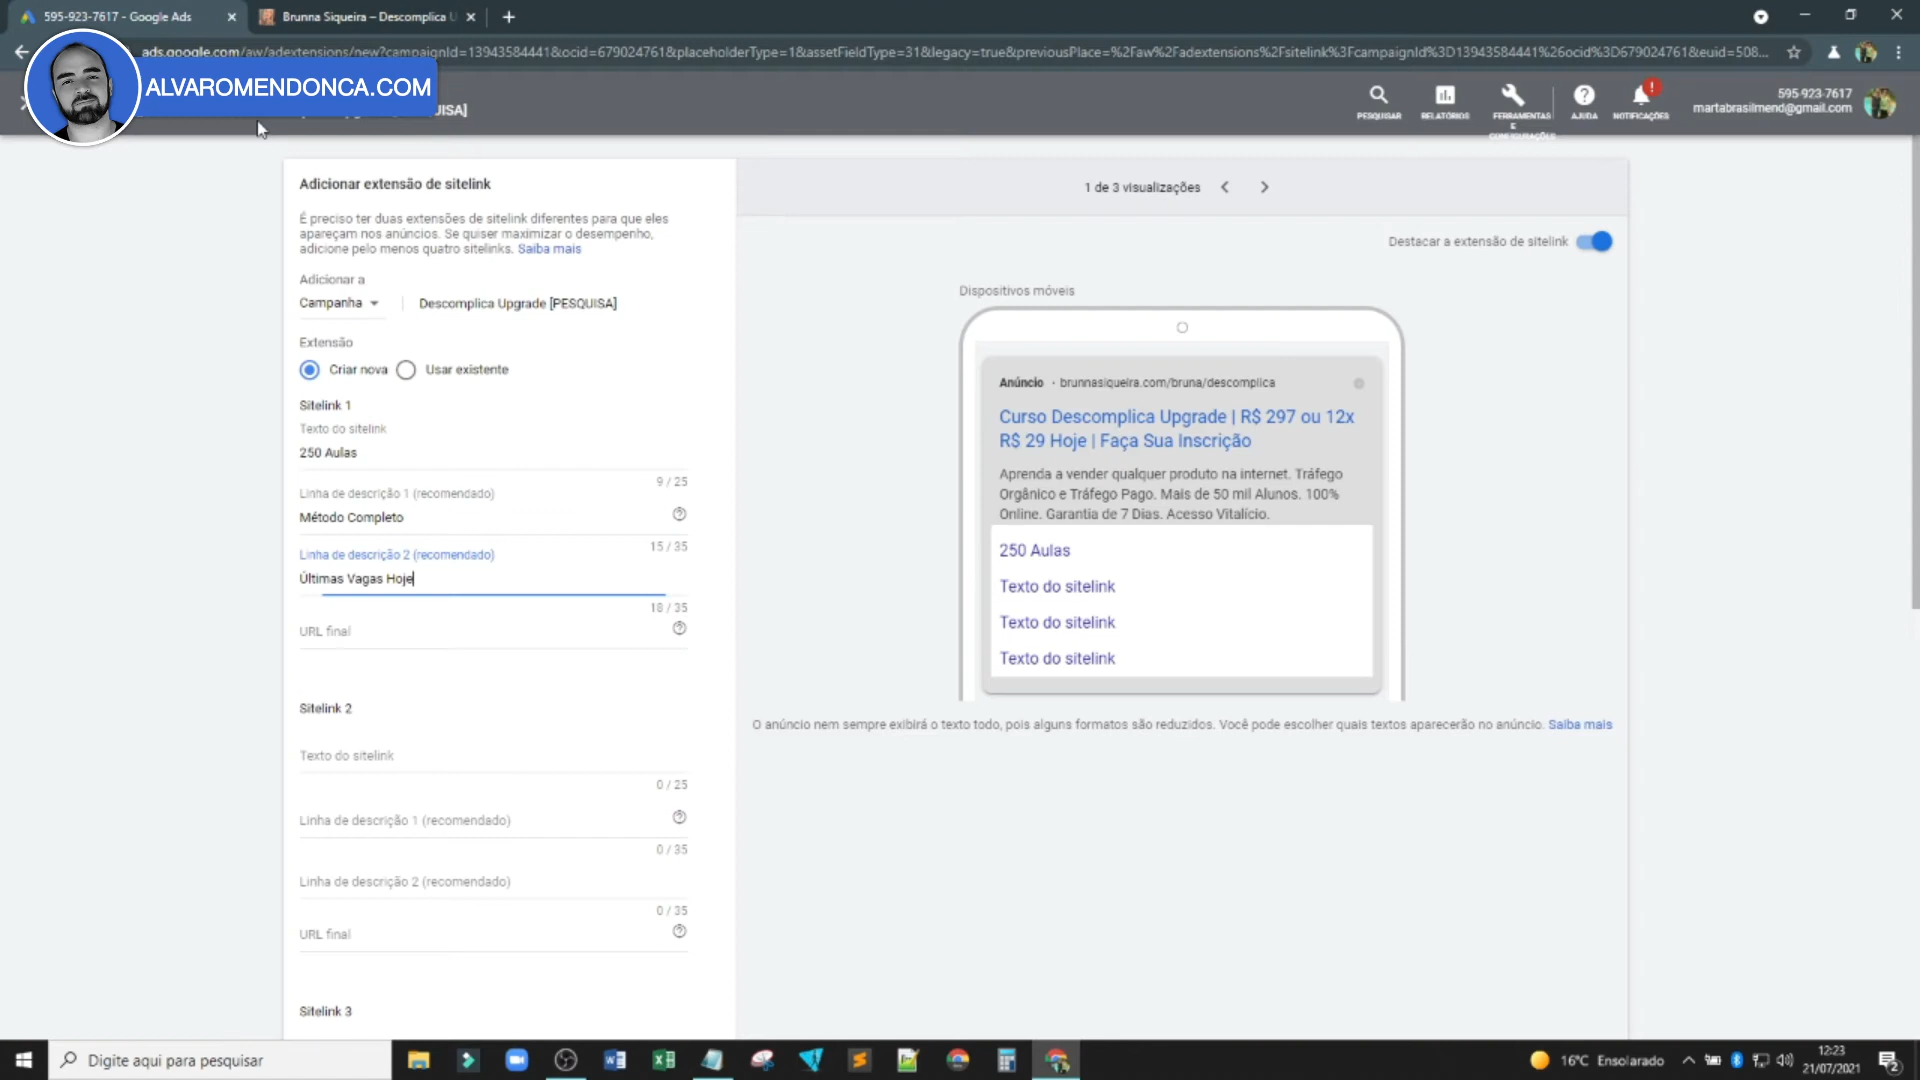 595-923-7617 - Google Ads
Brunna Siqueira – Descomplica U
ads.google.com/aw/adextensions/new?campaignId=13943584441&ocid=679024761&placeholderType=1&assetFieldType=31&legacy=true&previousPlace=%2Faw%2Fadextensions%2Fsitelink%3FcampaignId%3D13943584441%26ocid%3D679024761&euid=508...
ALVAROMENDONCA.COM
PESQUISAR
RELATÓRIOS
FERRAMENTAS
E
CONFIGURAÇÕES
AJUDA
NOTIFICAÇÕES
595-923-7617
martabrasilmend@gmail.com
Adicionar extensão de sitelink
É preciso ter duas extensões de sitelink diferentes para que eles
apareçam nos anúncios. Se quiser maximizar o desempenho,
adicione pelo menos quatro sitelinks. Saiba mais
Adicionar a
Campanha
Descomplica Upgrade [PESQUISA]
Extensão
Criar nova
Usar existente
Sitelink 1
Texto do sitelink
250 Aulas
9 / 25
Linha de descrição 1 (recomendado)
Método Completo
15 / 35
Linha de descrição 2 (recomendado)
Últimas Vagas Hoje
18 / 35
URL final
Sitelink 2
Texto do sitelink
0 / 25
Linha de descrição 1 (recomendado)
0 / 35
Linha de descrição 2 (recomendado)
0 / 35
URL final
Sitelink 3
1 de 3 visualizações
Destacar a extensão de sitelink
Dispositivos móveis
Anúncio · brunnasiqueira.com/bruna/descomplica
Curso Descomplica Upgrade | R$ 297 ou 12x
R$ 29 Hoje | Faça Sua Inscrição
Aprenda a vender qualquer produto na internet. Tráfego
Orgânico e Tráfego Pago. Mais de 50 mil Alunos. 100%
Online. Garantia de 7 Dias. Acesso Vitalício.
250 Aulas
Texto do sitelink
Texto do sitelink
Texto do sitelink
O anúncio nem sempre exibirá o texto todo, pois alguns formatos são reduzidos. Você pode escolher quais textos aparecerão no anúncio. Saiba mais
Digite aqui para pesquisar
16°C Ensolarado
12:23
21/07/2021
2